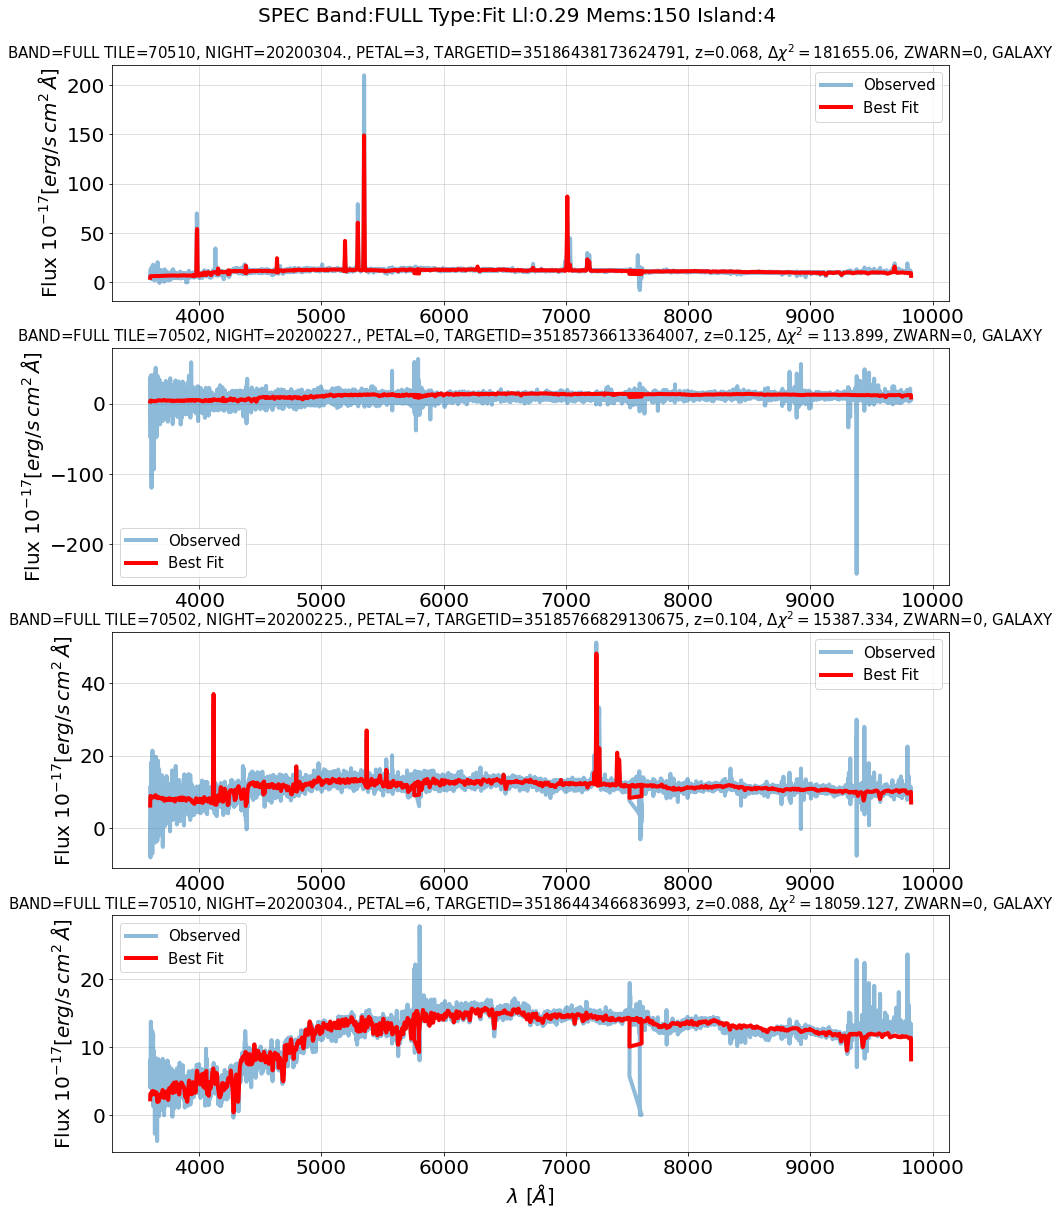 SPEC Band:FULL Type:Fit Ll:0.29 Mems:150 Island:4
BAND=FULL TILE=70510, NIGHT=20200304., PETAL=3, TARGETID=35186438173624791, z=0.068, Δχ² = 181655.06, ZWARN=0, GALAXY
Flux 10⁻¹⁷[erg/s cm² Å]
200
150
100
50
0
Observed
Best Fit
4000 5000 6000 7000 8000 9000 10000
BAND=FULL TILE=70502, NIGHT=20200227., PETAL=0, TARGETID=35185736613364007, z=0.125, Δχ² = 113.899, ZWARN=0, GALAXY
Flux 10⁻¹⁷[erg/s cm² Å]
0
−100
−200
Observed
Best Fit
4000 5000 6000 7000 8000 9000 10000
BAND=FULL TILE=70502, NIGHT=20200225., PETAL=7, TARGETID=35185766829130675, z=0.104, Δχ² = 15387.334, ZWARN=0, GALAXY
Flux 10⁻¹⁷[erg/s cm² Å]
40
20
0
Observed
Best Fit
4000 5000 6000 7000 8000 9000 10000
BAND=FULL TILE=70510, NIGHT=20200304., PETAL=6, TARGETID=35186443466836993, z=0.088, Δχ² = 18059.127, ZWARN=0, GALAXY
Flux 10⁻¹⁷[erg/s cm² Å]
20
10
0
Observed
Best Fit
4000 5000 6000 7000 8000 9000 10000
λ [Å]